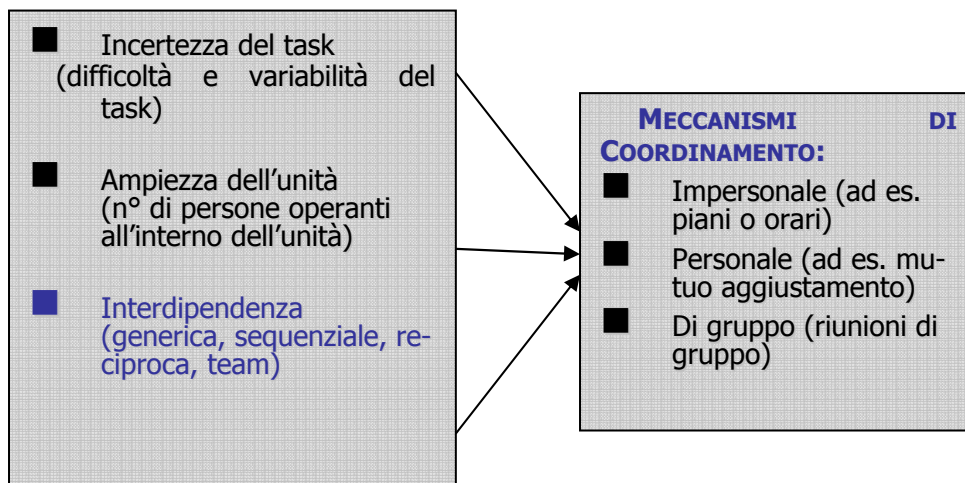 Incertezza del task
(difficoltà e variabilità del
task)
Ampiezza dell'unità
(n° di persone operanti
all'interno dell'unità)
Interdipendenza
(generica, sequenziale, re-
ciproca, team)
MECCANISMI DI
COORDINAMENTO:
Impersonale (ad es.
piani o orari)
Personale (ad es. mu-
tuo aggiustamento)
Di gruppo (riunioni di
gruppo)